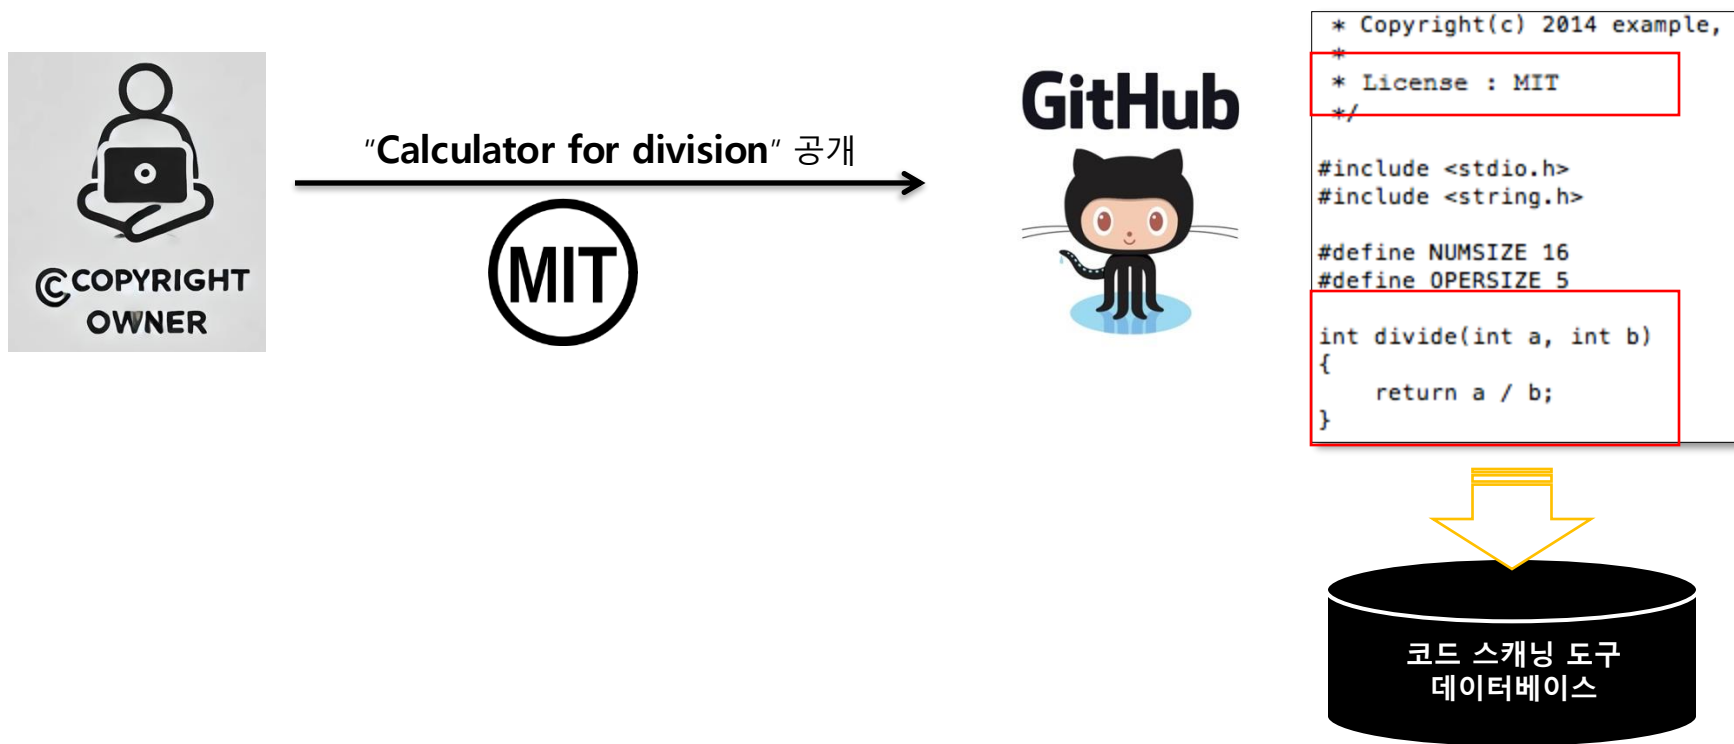 ©COPYRIGHT
OWNER
“Calculator for division” 공개
MIT
GitHub
* Copyright(c) 2014 example,
*
* License : MIT
*/
#include <stdio.h>
#include <string.h>
#define NUMSIZE 16
#define OPERSIZE 5
int divide(int a, int b)
{
    return a / b;
}
코드 스캐닝 도구
데이터베이스